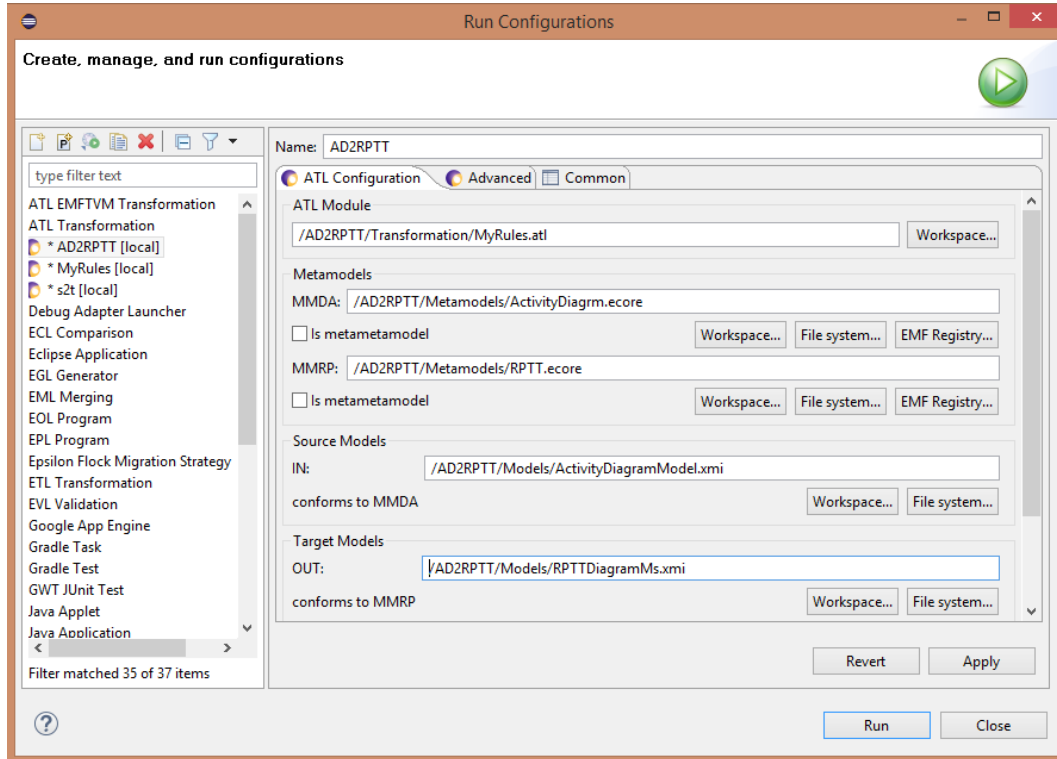 Run Configurations
Create, manage, and run configurations
type filter text
ATL EMFTVM Transformation
ATL Transformation
* AD2RPTT [local]
* MyRules [local]
* s2t [local]
Debug Adapter Launcher
ECL Comparison
Eclipse Application
EGL Generator
EML Merging
EOL Program
EPL Program
Epsilon Flock Migration Strategy
ETL Transformation
EVL Validation
Google App Engine
Gradle Task
Gradle Test
GWT JUnit Test
Java Applet
Java Application
Filter matched 35 of 37 items
Name: AD2RPTT
ATL Configuration Advanced Common
ATL Module
/AD2RPTT/Transformation/MyRules.atl Workspace...
Metamodels
MMDA: /AD2RPTT/Metamodels/ActivityDiagrm.ecore
Is metametamodel Workspace... File system... EMF Registry...
MMRP: /AD2RPTT/Metamodels/RPTT.ecore
Is metametamodel Workspace... File system... EMF Registry...
Source Models
IN: /AD2RPTT/Models/ActivityDiagramModel.xmi
conforms to MMDA Workspace... File system...
Target Models
OUT: /AD2RPTT/Models/RPTTDiagramMs.xmi
conforms to MMRP Workspace... File system...
Revert Apply
? Run Close